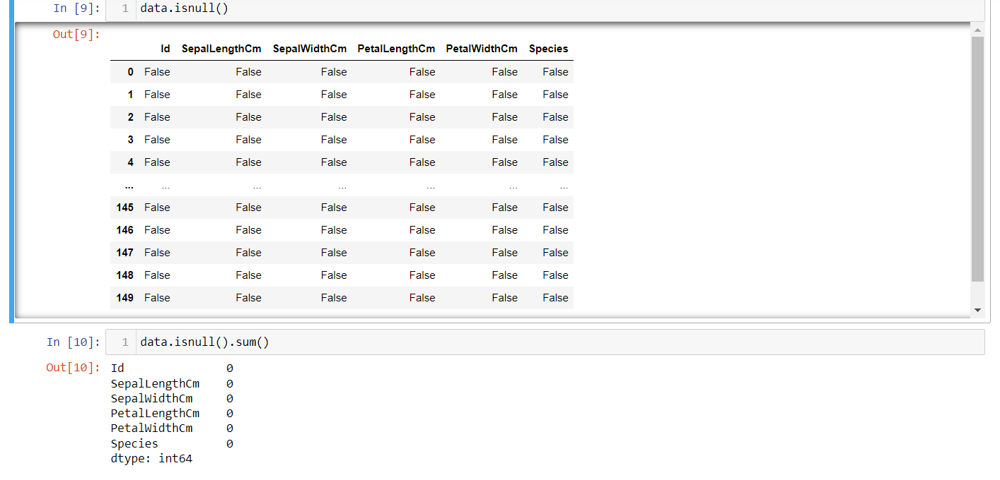 In [9]: 1 data.isnull()
Out[9]:
Id SepalLengthCm SepalWidthCm PetalLengthCm PetalWidthCm Species
0 False False False False False False
1 False False False False False False
2 False False False False False False
3 False False False False False False
4 False False False False False False
... ... ... ... ... ... ...
145 False False False False False False
146 False False False False False False
147 False False False False False False
148 False False False False False False
149 False False False False False False
In [10]: 1 data.isnull().sum()
Out[10]: Id 0
SepalLengthCm 0
SepalWidthCm 0
PetalLengthCm 0
PetalWidthCm 0
Species 0
dtype: int64